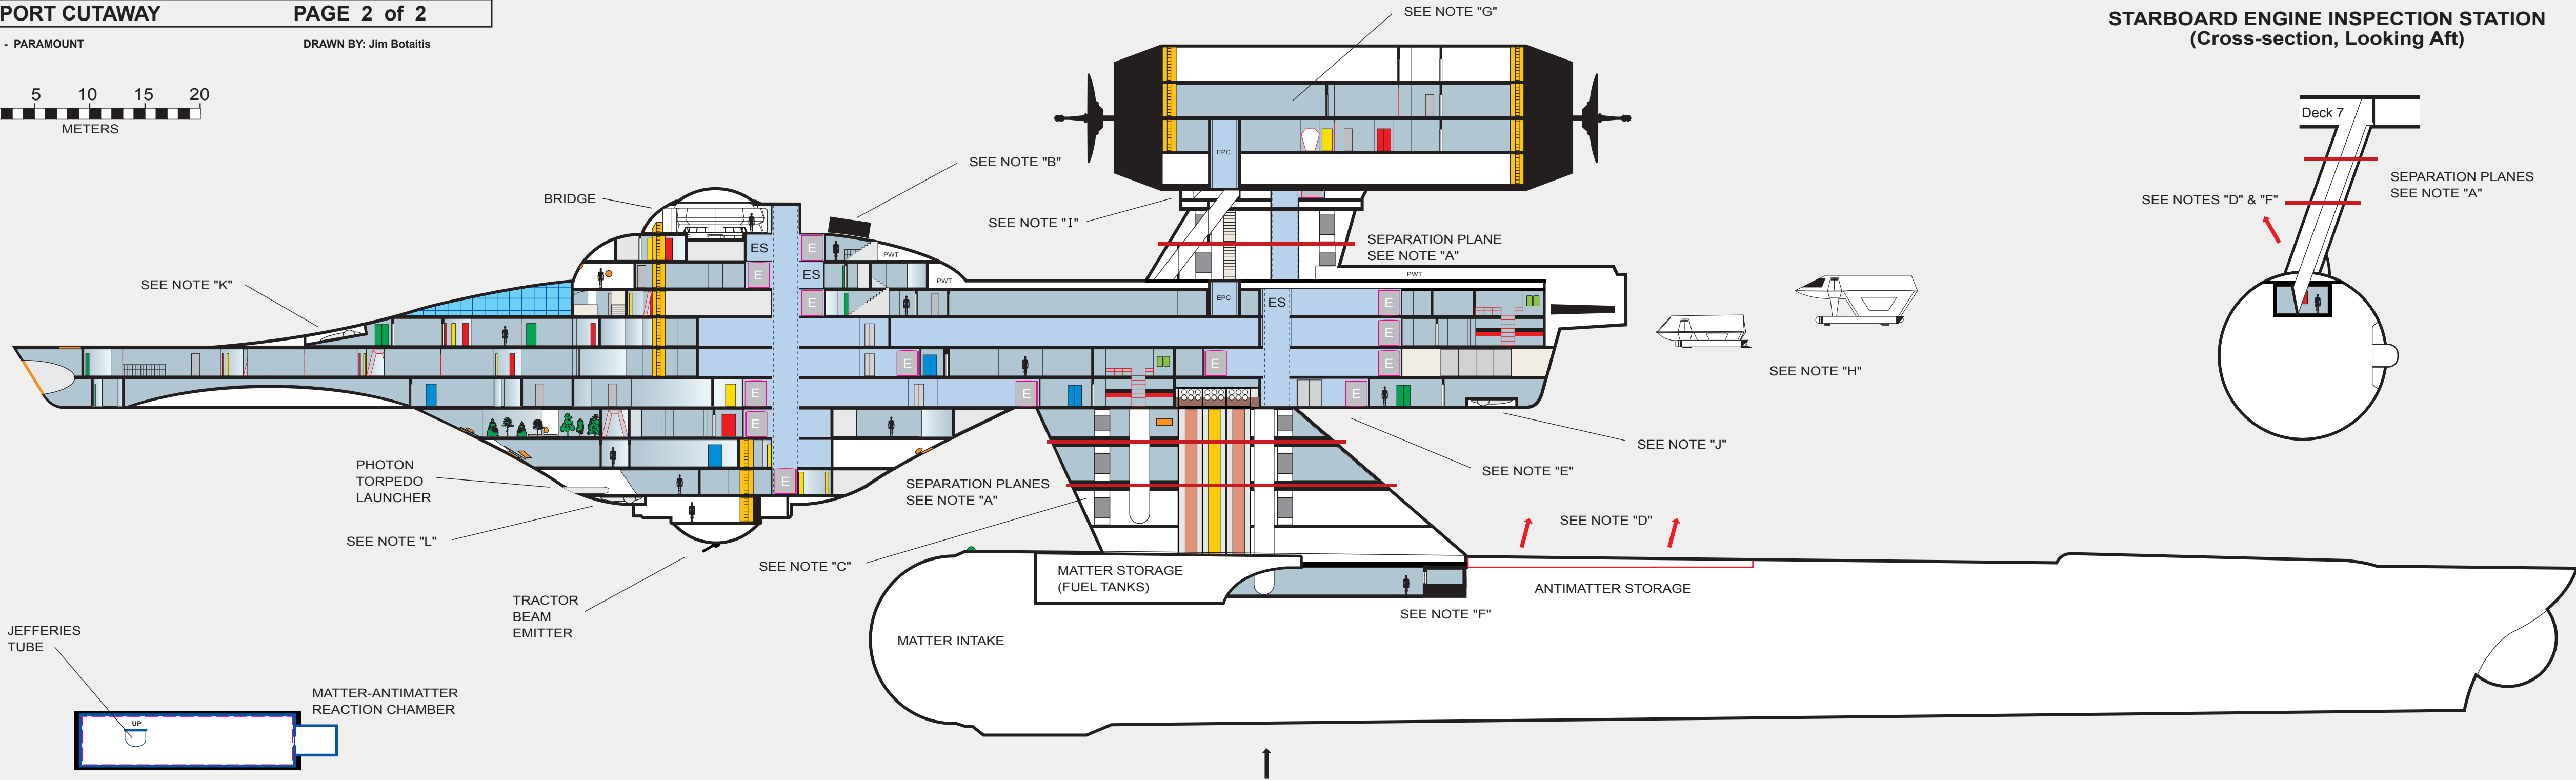 PORT CUTAWAY
PAGE 2 of 2
- PARAMOUNT
DRAWN BY: Jim Botaitis
5 10 15 20
METERS
STARBOARD ENGINE INSPECTION STATION
(Cross-section, Looking Aft)
SEE NOTE "G"
Deck 7
SEPARATION PLANES
SEE NOTE "A"
SEE NOTES "D" & "F"
SEE NOTE "B"
BRIDGE
SEE NOTE "I"
EPC
SEPARATION PLANE
SEE NOTE "A"
ES
E
PWT
E
ES
PWT
PWT
SEE NOTE "K"
E
EPC
ES
E
E
SEE NOTE "H"
E
E
E
E
E
E
E
SEE NOTE "J"
SEE NOTE "E"
PHOTON
TORPEDO
LAUNCHER
E
SEPARATION PLANES
SEE NOTE "A"
SEE NOTE "D"
SEE NOTE "L"
SEE NOTE "C"
MATTER STORAGE
(FUEL TANKS)
ANTIMATTER STORAGE
TRACTOR
BEAM
EMITTER
SEE NOTE "F"
MATTER INTAKE
JEFFERIES
TUBE
MATTER-ANTIMATTER
REACTION CHAMBER
UP